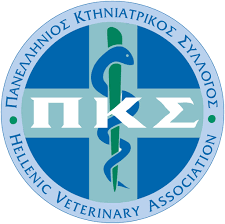 ΠΑΝΕΛΛΗΝΙΟΣ ΚΤΗΝΙΑΤΡΙΚΟΣ ΣΥΛΛΟΓΟΣ
ΠΚΣ
HELLENIC VETERINARY ASSOCIATION